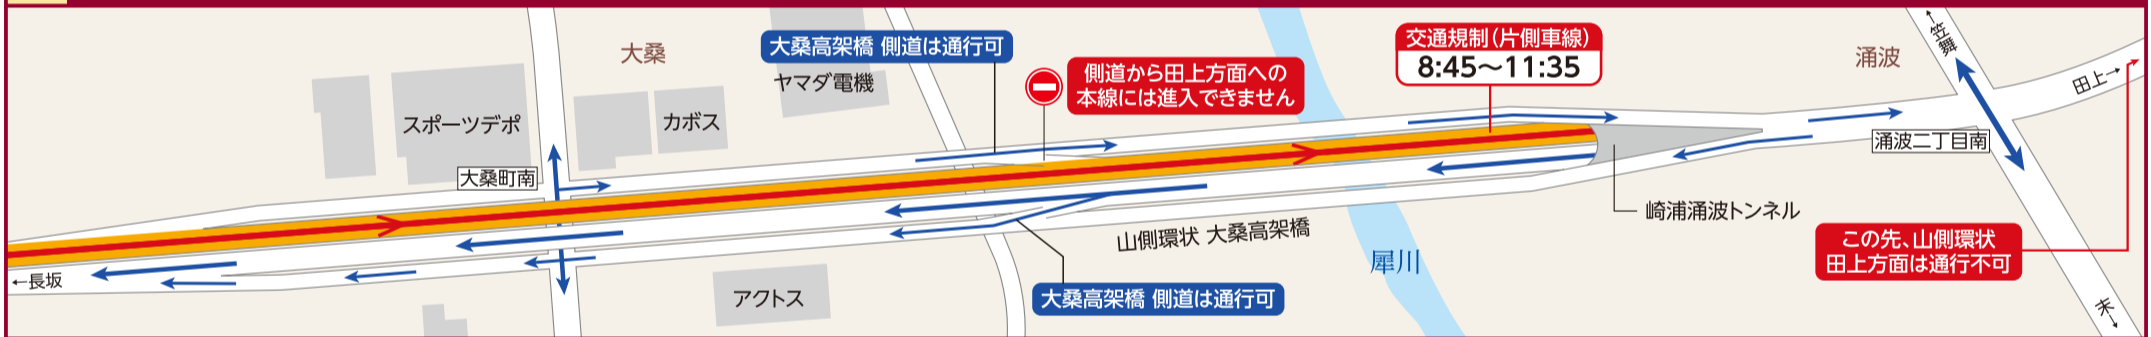 大桑
大桑高架橋 側道は通行可
ヤマダ電機
側道から田上方面への
本線には進入できません
交通規制(片側車線)
8:45～11:35
↑笠舞
涌波
田上→
スポーツデポ
カボス
大桑町南
涌波二丁目南
崎浦涌波トンネル
山側環状 大桑高架橋
犀川
この先、山側環状
田上方面は通行不可
←長坂
アクトス
大桑高架橋 側道は通行可
末→